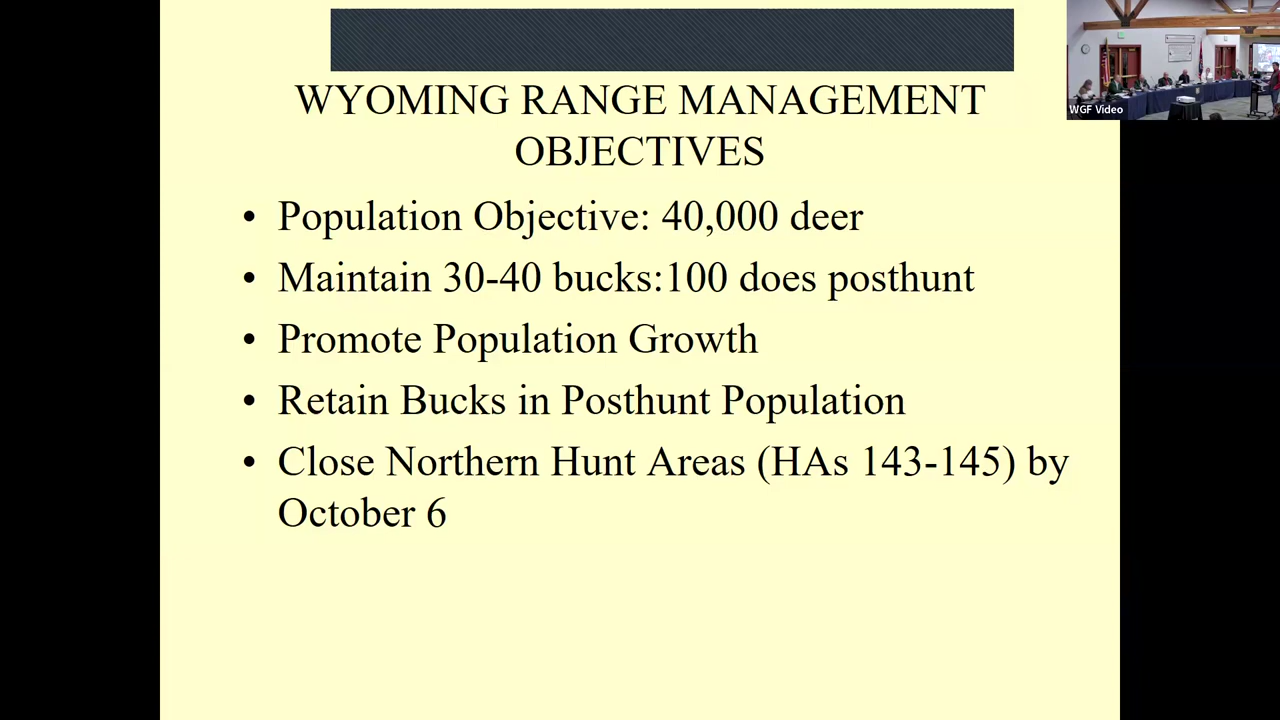 WYOMING RANGE MANAGEMENT
OBJECTIVES
• Population Objective: 40,000 deer
• Maintain 30-40 bucks:100 does posthunt
• Promote Population Growth
• Retain Bucks in Posthunt Population
• Close Northern Hunt Areas (HAs 143-145) by
October 6
WGF Video